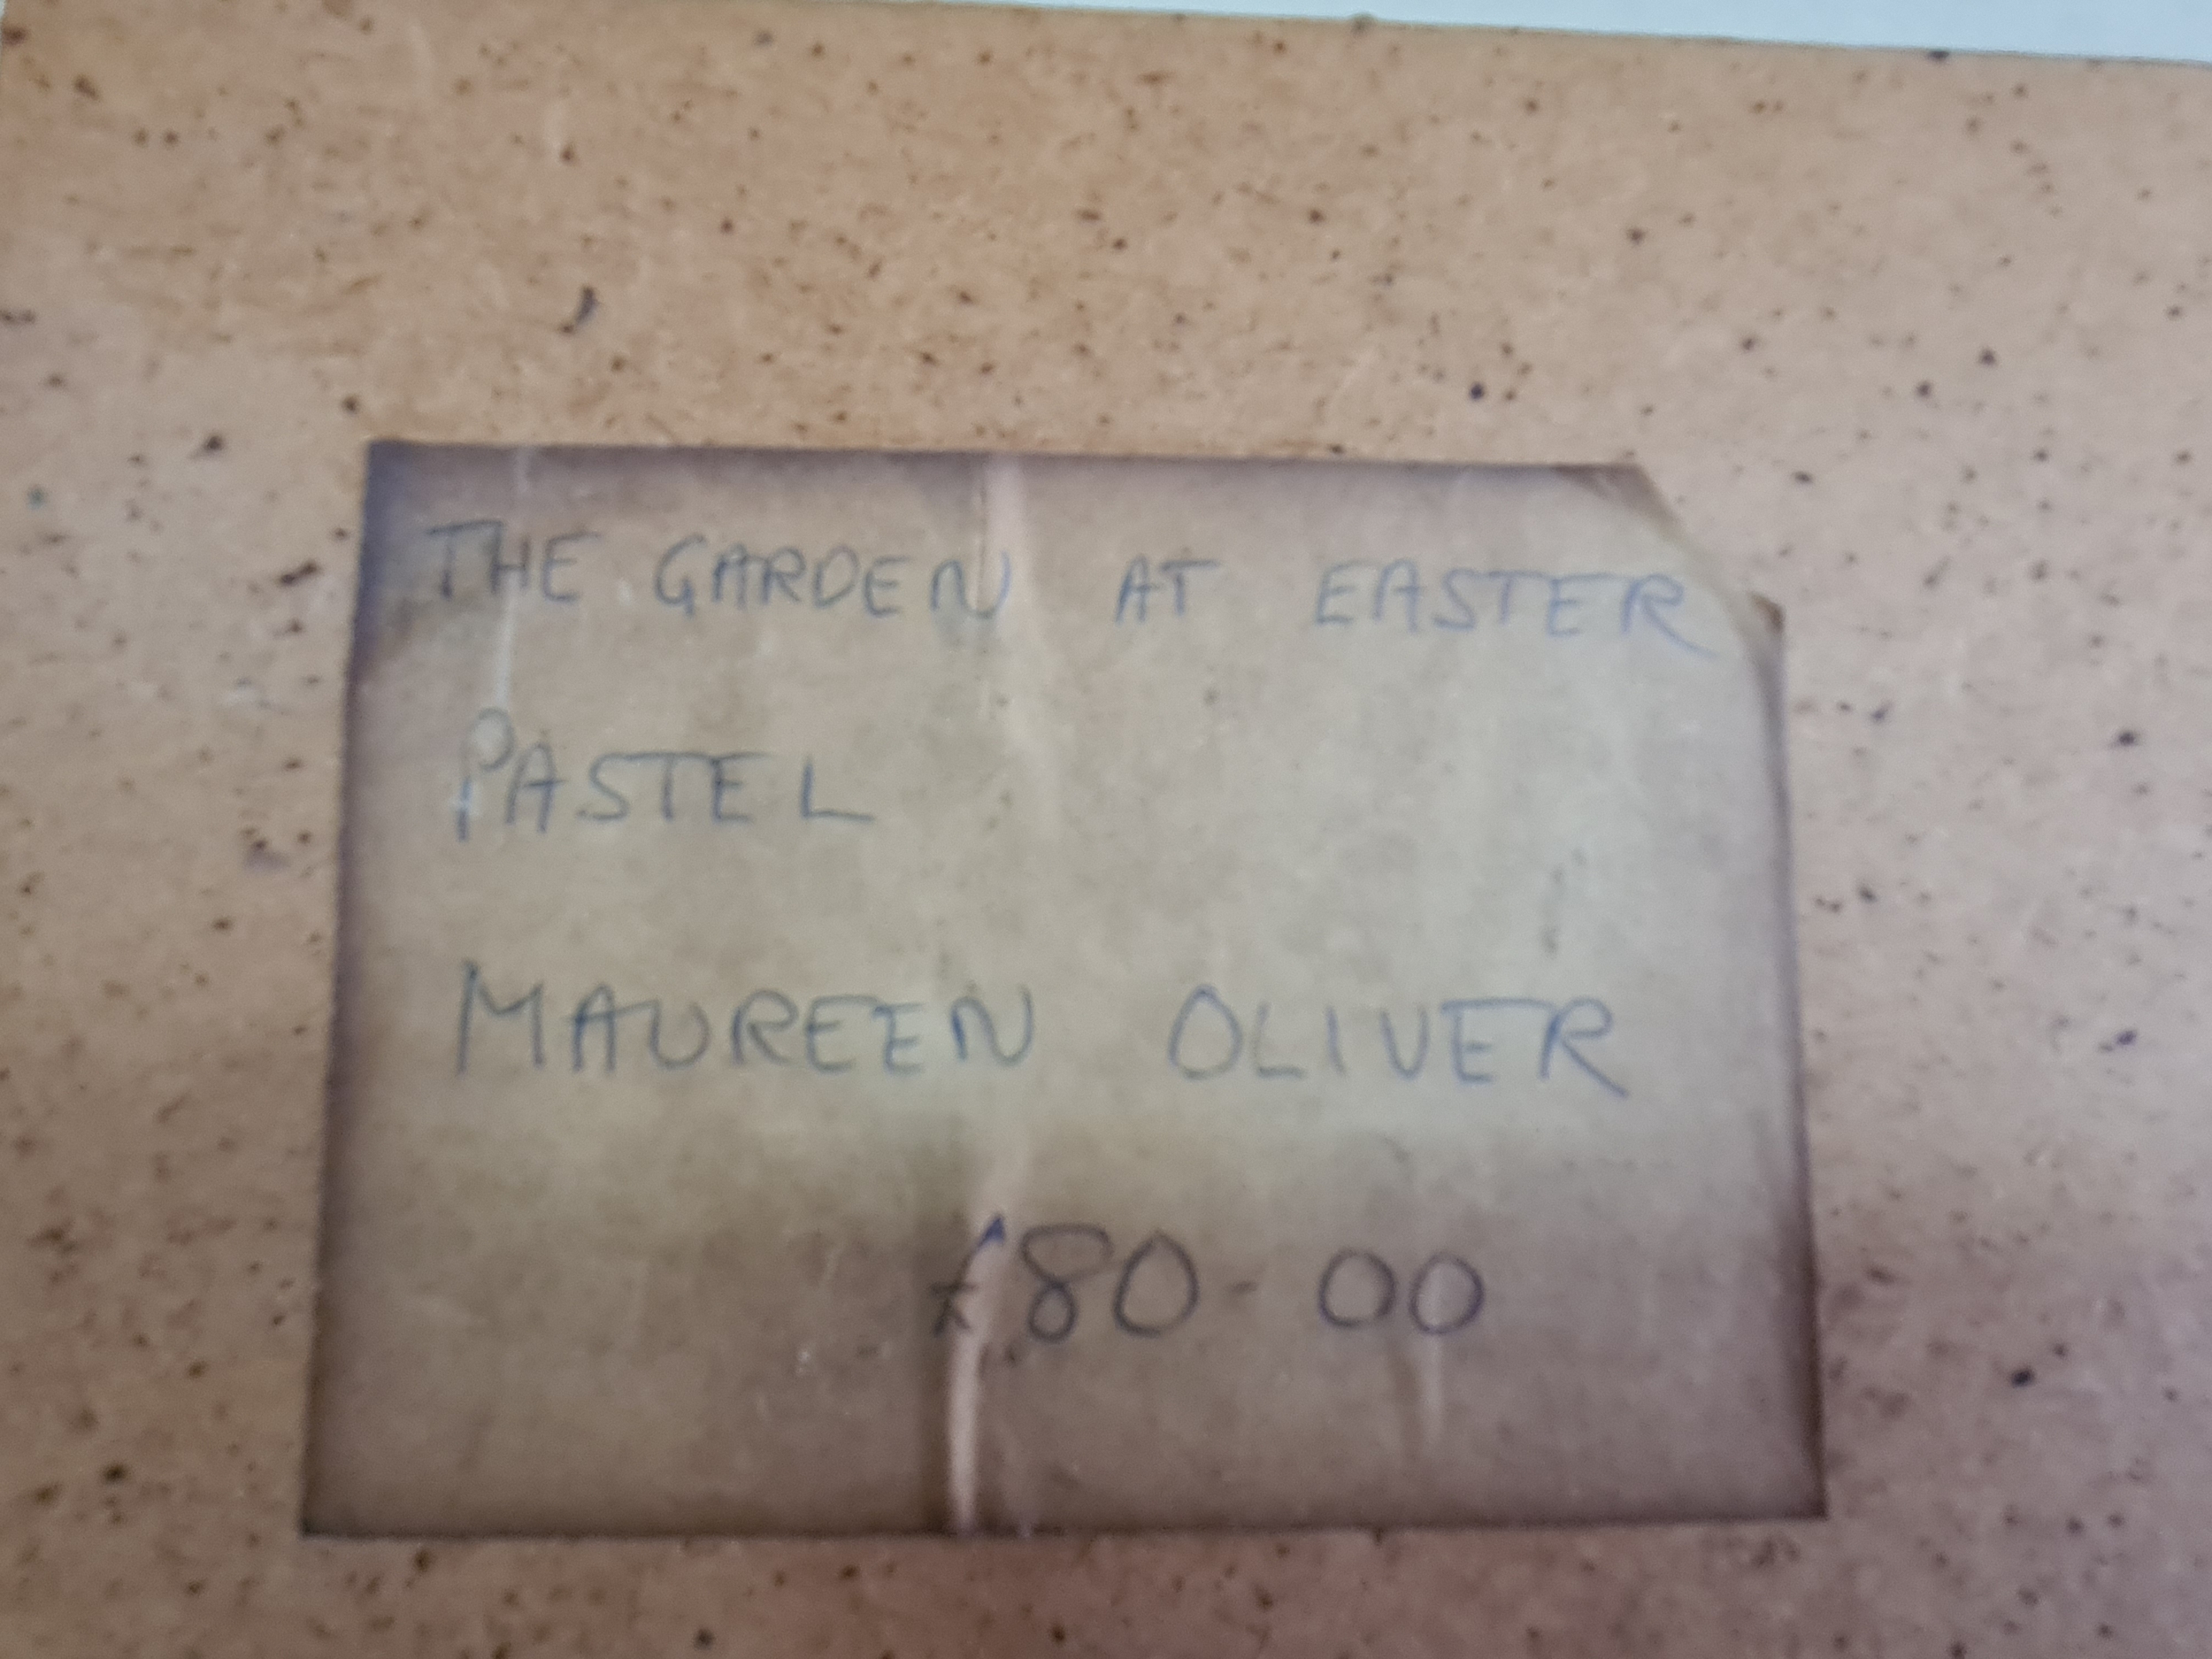 THE GARDEN AT EASTER
PASTEL
MAUREEN OLIVER
£80-00